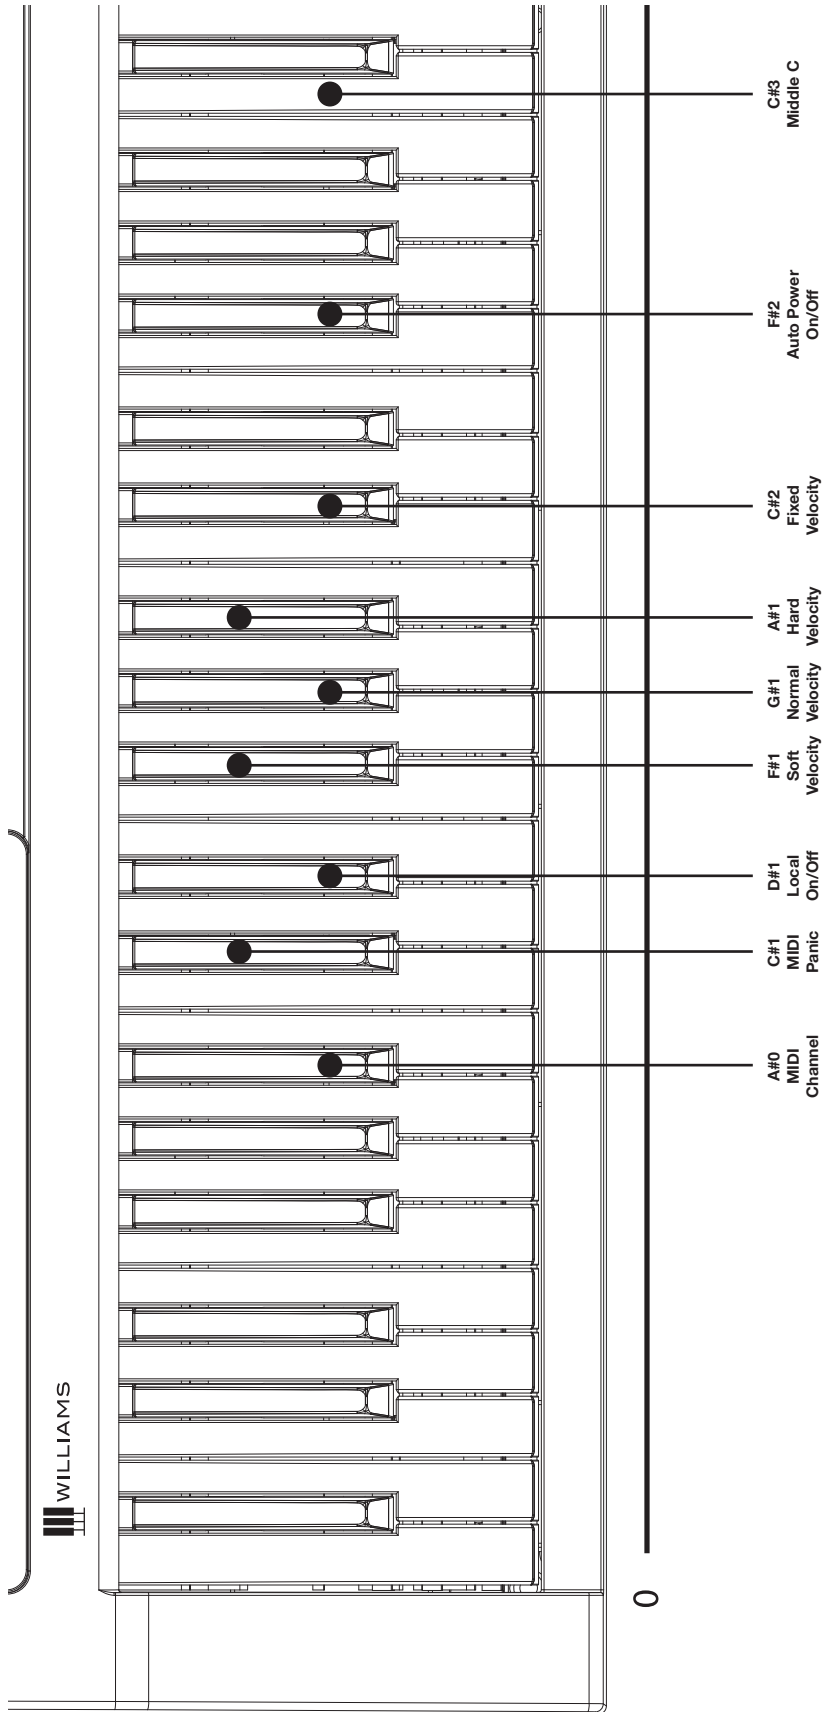 WILLIAMS
0
A#0
MIDI
Channel
C#1
MIDI
Panic
D#1
Local
On/Off
F#1
Soft
Velocity
G#1
Normal
Velocity
A#1
Hard
Velocity
C#2
Fixed
Velocity
F#2
Auto Power
On/Off
C#3
Middle C